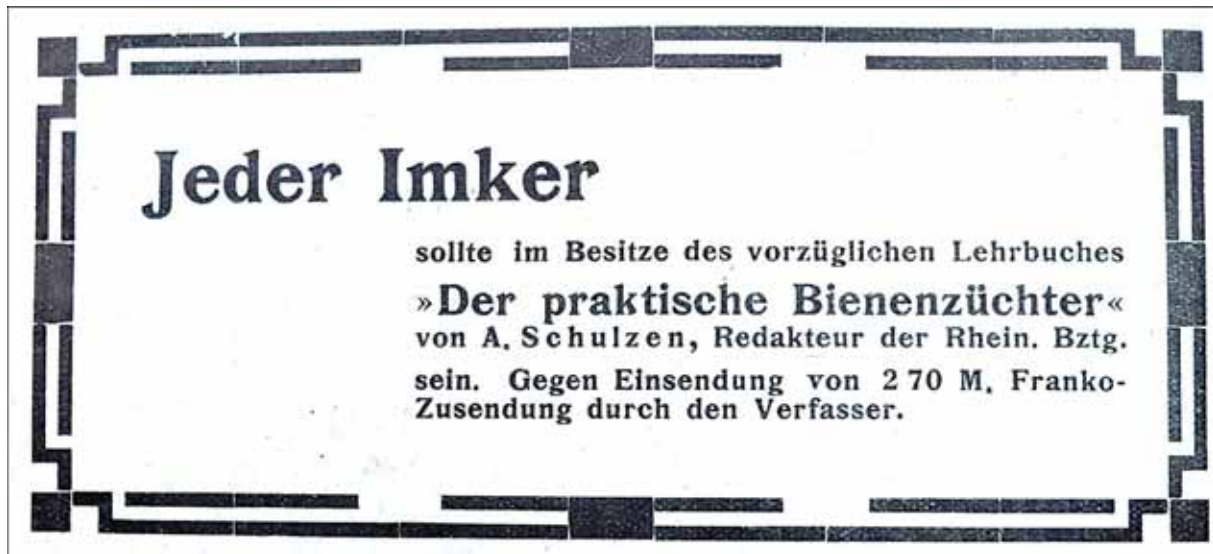 Jeder Imker
sollte im Besitze des vorzüglichen Lehrbuches
»Der praktische Bienenzüchter«
von A. Schulzen, Redakteur der Rhein. Bztg.
sein. Gegen Einsendung von 2 70 M. Franko-
Zusendung durch den Verfasser.